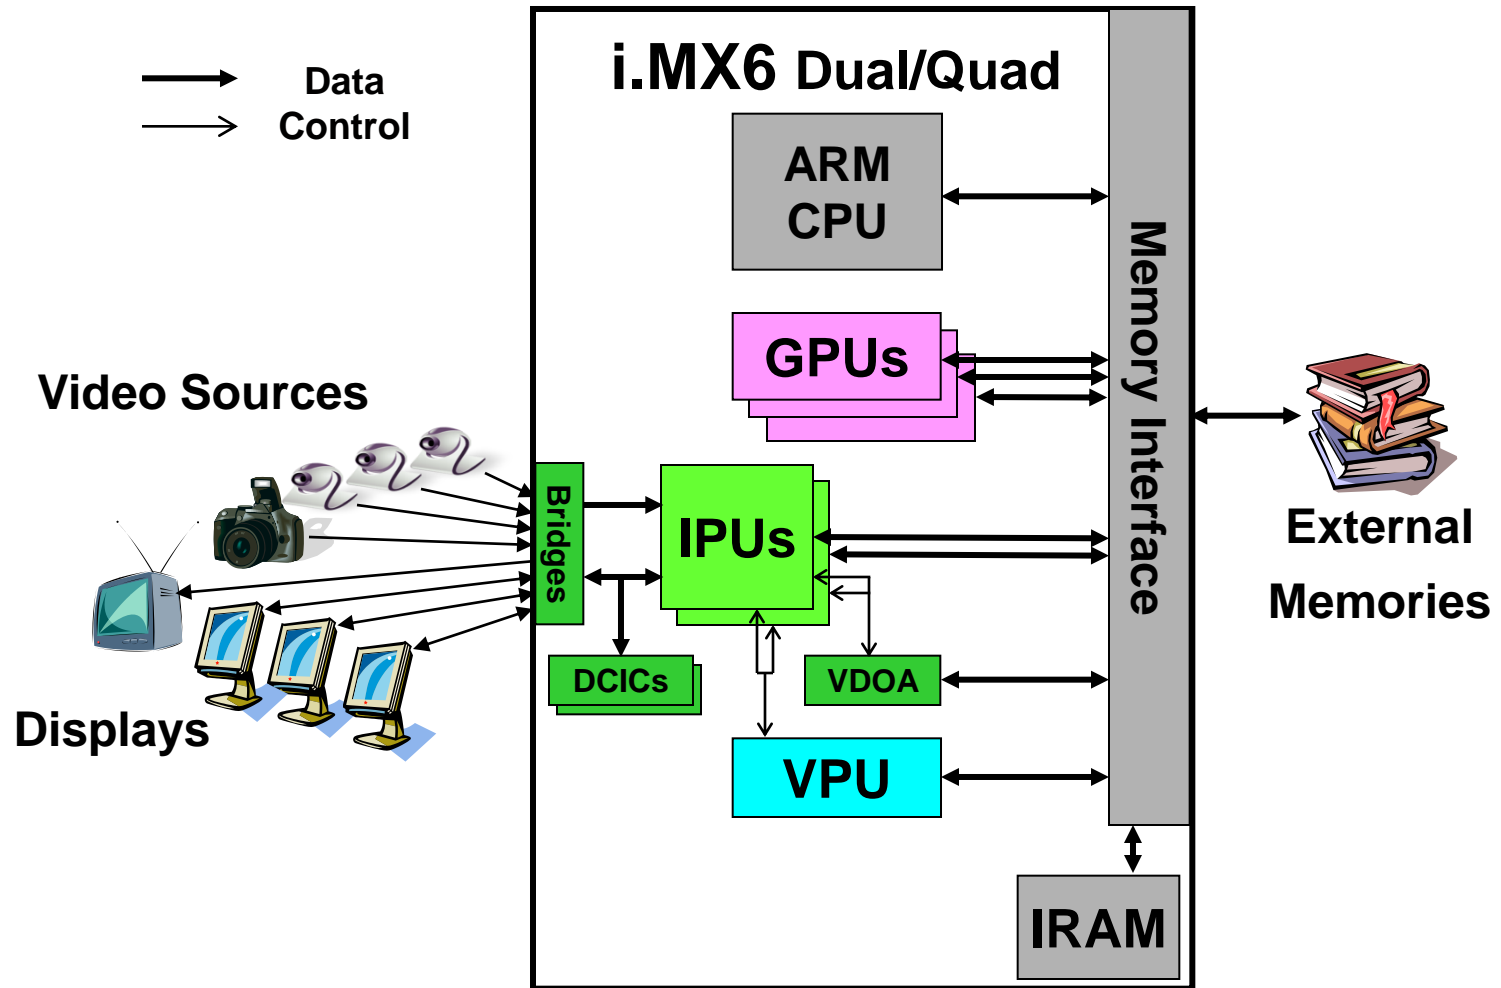 Data
Control
i.MX6 Dual/Quad
ARM
CPU
GPUs
Memory Interface
Video Sources
Bridges
IPUs
External
Memories
DCICs
VDOA
Displays
VPU
IRAM